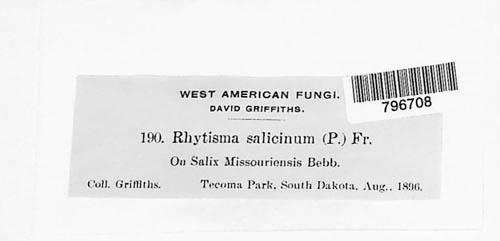 WEST AMERICAN FUNGI.
DAVID GRIFFITHS.
796708
190. Rhytisma salicinum (P.) Fr.
On Salix Missouriensis Bebb.
Coll. Griffiths. Tecoma Park, South Dakota, Aug., 1896.